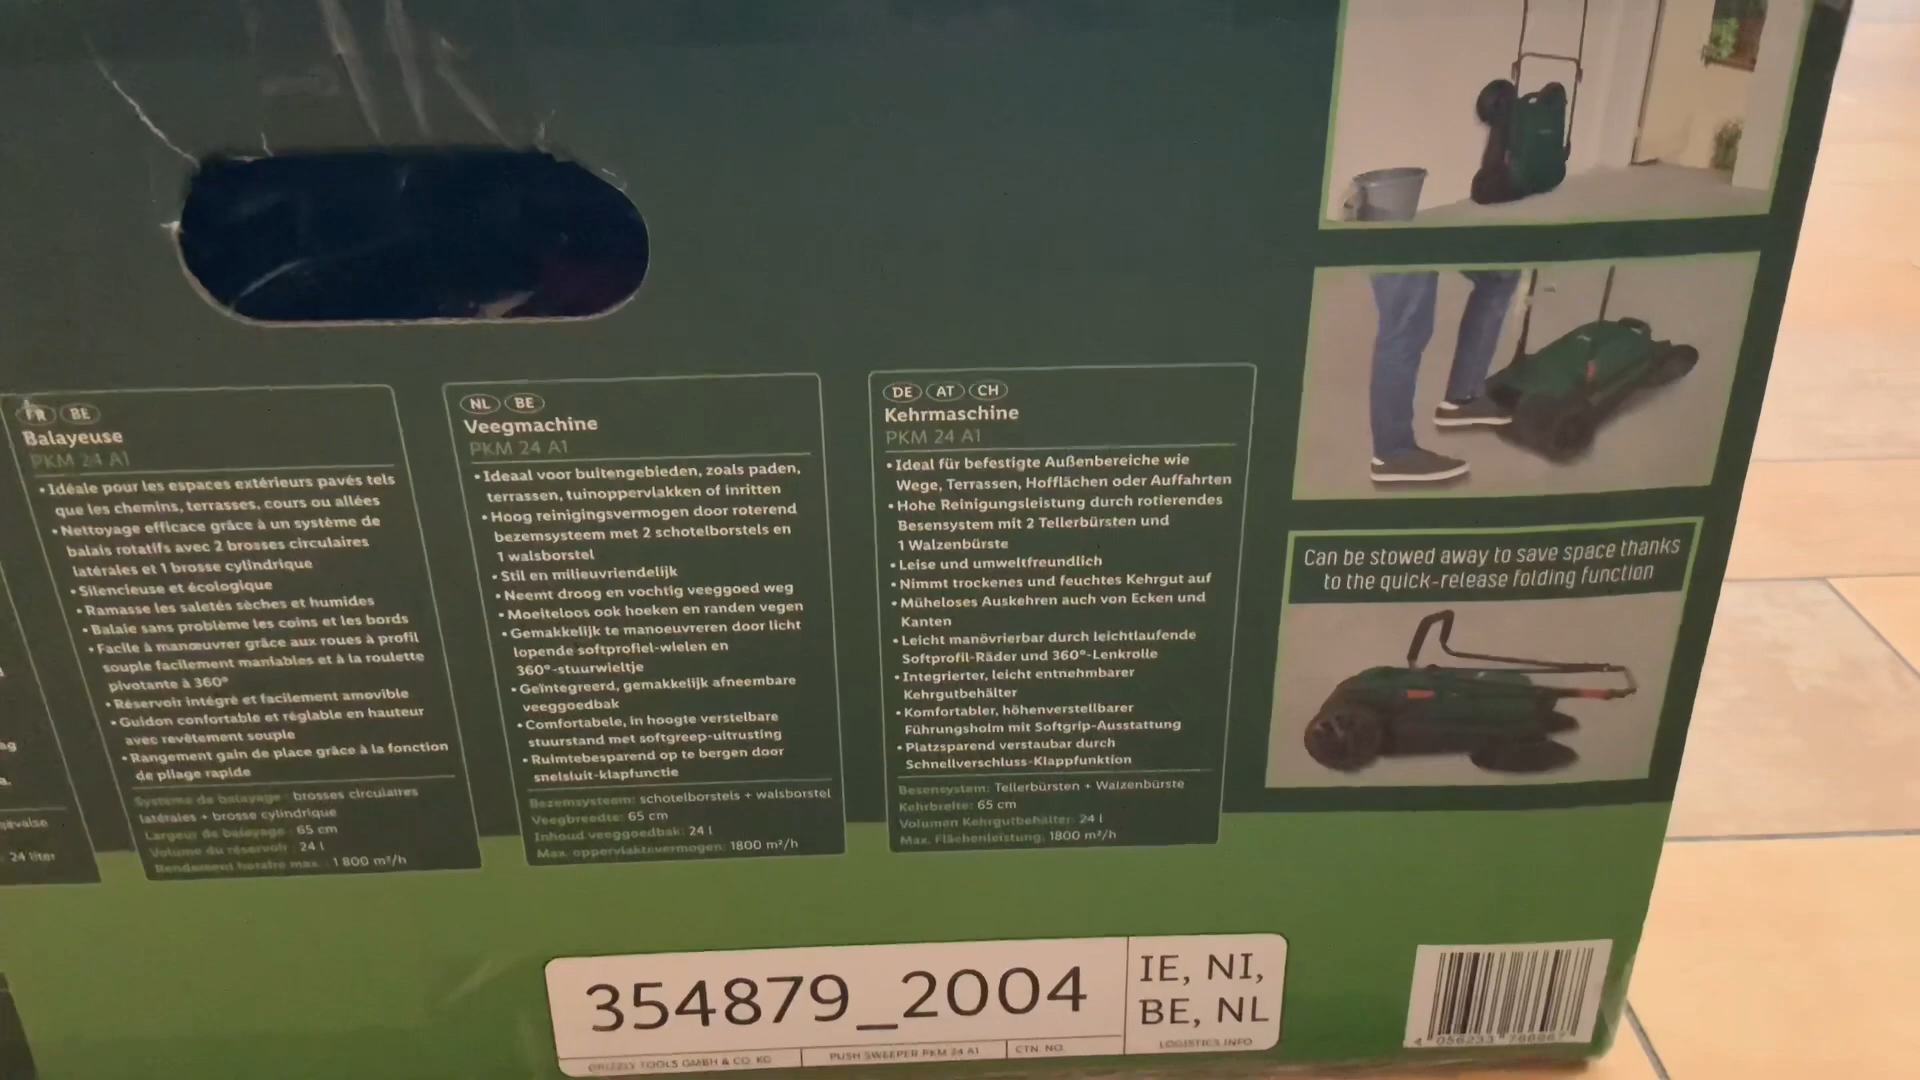 FR BE
Balayeuse
PKM 24 A1
• Idéale pour les espaces extérieurs pavés tels
que les chemins, terrasses, cours ou allées
• Nettoyage efficace grâce à un système de
balais rotatifs avec 2 brosses circulaires
latérales et 1 brosse cylindrique
• Silencieuse et écologique
• Ramasse les saletés sèches et humides
• Balaie sans problème les coins et les bords
• Facile à manœuvrer grâce aux roues à profil
souple facilement maniables et à la roulette
pivotante à 360°
• Réservoir intégré et facilement amovible
• Guidon confortable et réglable en hauteur
avec revêtement souple
• Rangement gain de place grâce à la fonction
de pliage rapide
Système de balayage : brosses circulaires
latérales + brosse cylindrique
Largeur de balayage : 65 cm
Volume du réservoir : 24 l
Rendement horaire max. : 1 800 m²/h
24 liter
NL BE
Veegmachine
PKM 24 A1
• Ideaal voor buitengebieden, zoals paden,
terrassen, tuinoppervlakken of inritten
• Hoog reinigingsvermogen door roterend
bezemsysteem met 2 schotelborstels en
1 walsborstel
• Stil en milieuvriendelijk
• Neemt droog en vochtig veeggoed weg
• Moeiteloos ook hoeken en randen vegen
• Gemakkelijk te manoeuvreren door licht
lopende softprofiel-wielen en
360°-stuurwieltje
• Geïntegreerd, gemakkelijk afneembare
veeggoedbak
• Comfortabele, in hoogte verstelbare
stuurstand met softgreep-uitrusting
• Ruimtebesparend op te bergen door
snelsluit-klapfunctie
Bezemsysteem: schotelborstels + walsborstel
Veegbreedte: 65 cm
Inhoud veeggoedbak: 24 l
Max. oppervlaktevermogen: 1800 m²/h
DE AT CH
Kehrmaschine
PKM 24 A1
• Ideal für befestigte Außenbereiche wie
Wege, Terrassen, Hofflächen oder Auffahrten
• Hohe Reinigungsleistung durch rotierendes
Besensystem mit 2 Tellerbürsten und
1 Walzenbürste
• Leise und umweltfreundlich
• Nimmt trockenes und feuchtes Kehrgut auf
• Müheloses Auskehren auch von Ecken und
Kanten
• Leicht manövrierbar durch leichtlaufende
Softprofil-Räder und 360°-Lenkrolle
• Integrierter, leicht entnehmbarer
Kehrgutbehälter
• Komfortabler, höhenverstellbarer
Führungsholm mit Softgrip-Ausstattung
• Platzsparend verstaubar durch
Schnellverschluss-Klappfunktion
Besensystem: Tellerbürsten + Walzenbürste
Kehrbreite: 65 cm
Volumen Kehrgutbehälter: 24 l
Max. Flächenleistung: 1800 m²/h
Can be stowed away to save space thanks
to the quick-release folding function
354879_2004
IE, NI,
BE, NL
GRIZZLY TOOLS GMBH & CO. KG
PUSH SWEEPER PKM 24 A1
CTN. NO.
LOGISTICS INFO